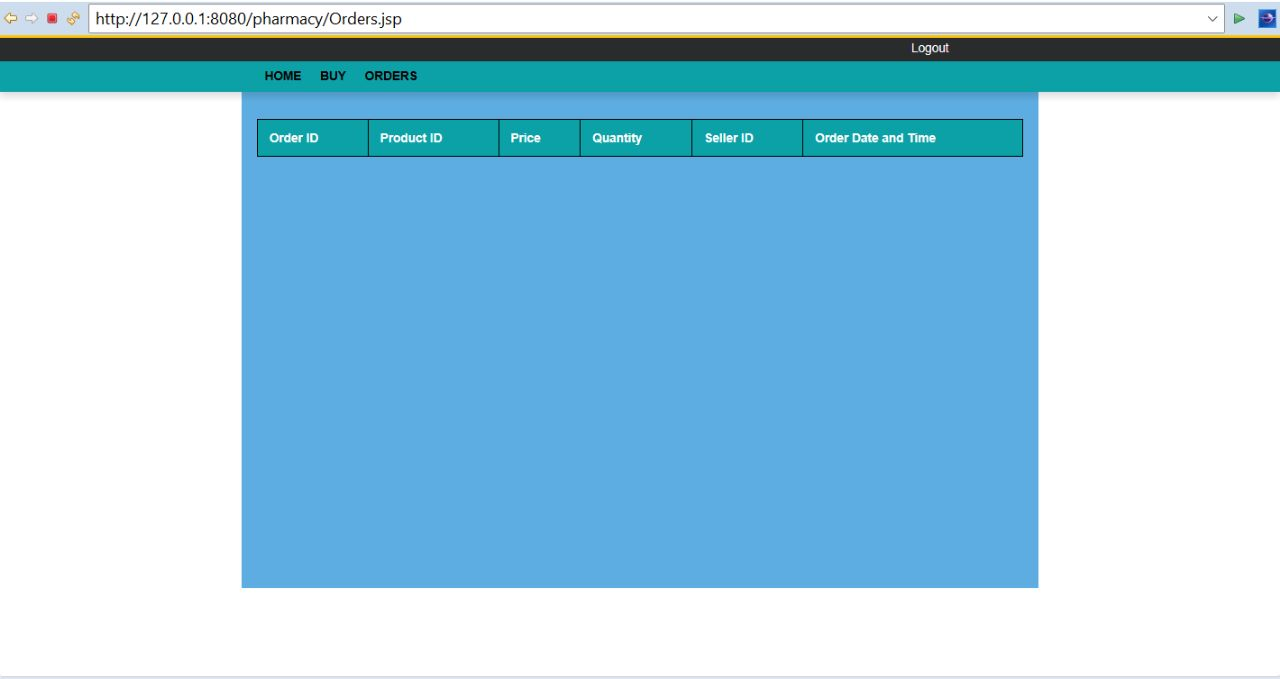 http://127.0.0.1:8080/pharmacy/Orders.jsp
Logout
HOME BUY ORDERS
Order ID Product ID Price Quantity Seller ID Order Date and Time